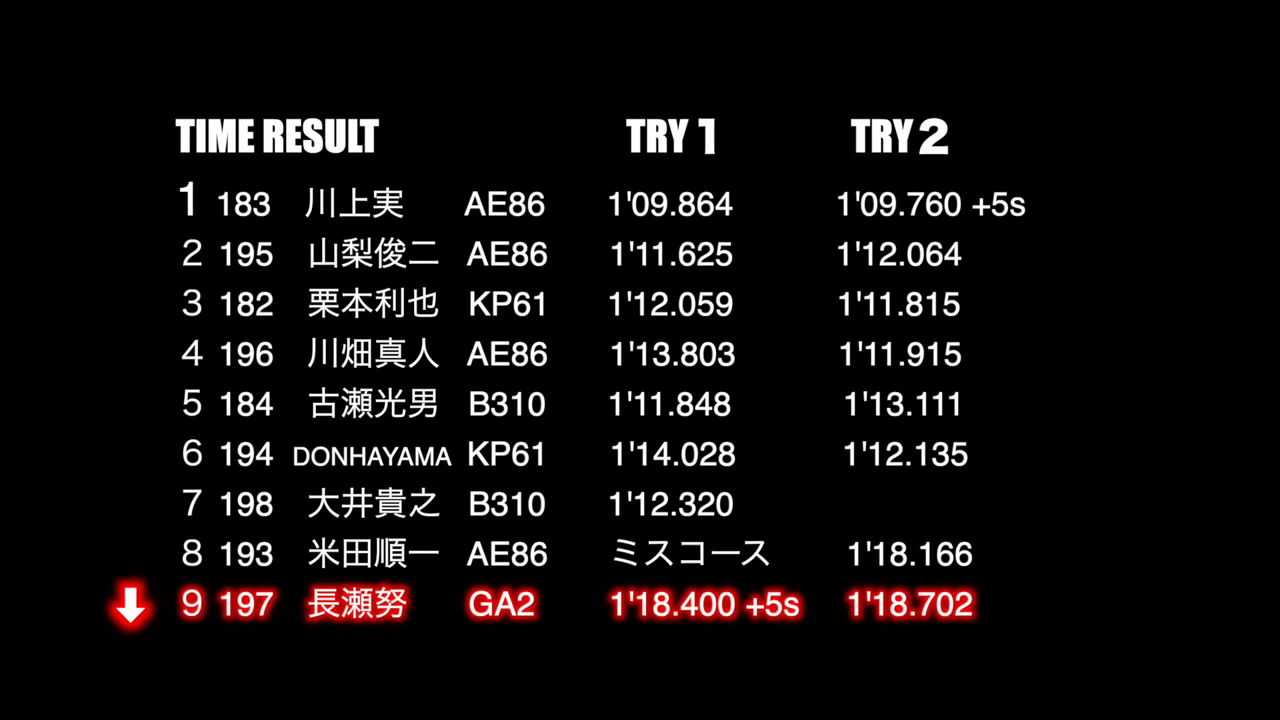 TIME RESULT TRY 1 TRY 2
1 183 川上実 AE86 1'09.864 1'09.760 +5s
2 195 山梨俊二 AE86 1'11.625 1'12.064
3 182 栗本利也 KP61 1'12.059 1'11.815
4 196 川畑真人 AE86 1'13.803 1'11.915
5 184 古瀬光男 B310 1'11.848 1'13.111
6 194 DONHAYAMA KP61 1'14.028 1'12.135
7 198 大井貴之 B310 1'12.320
8 193 米田順一 AE86 ミスコース 1'18.166
9 197 長瀬努 GA2 1'18.400 +5s 1'18.702